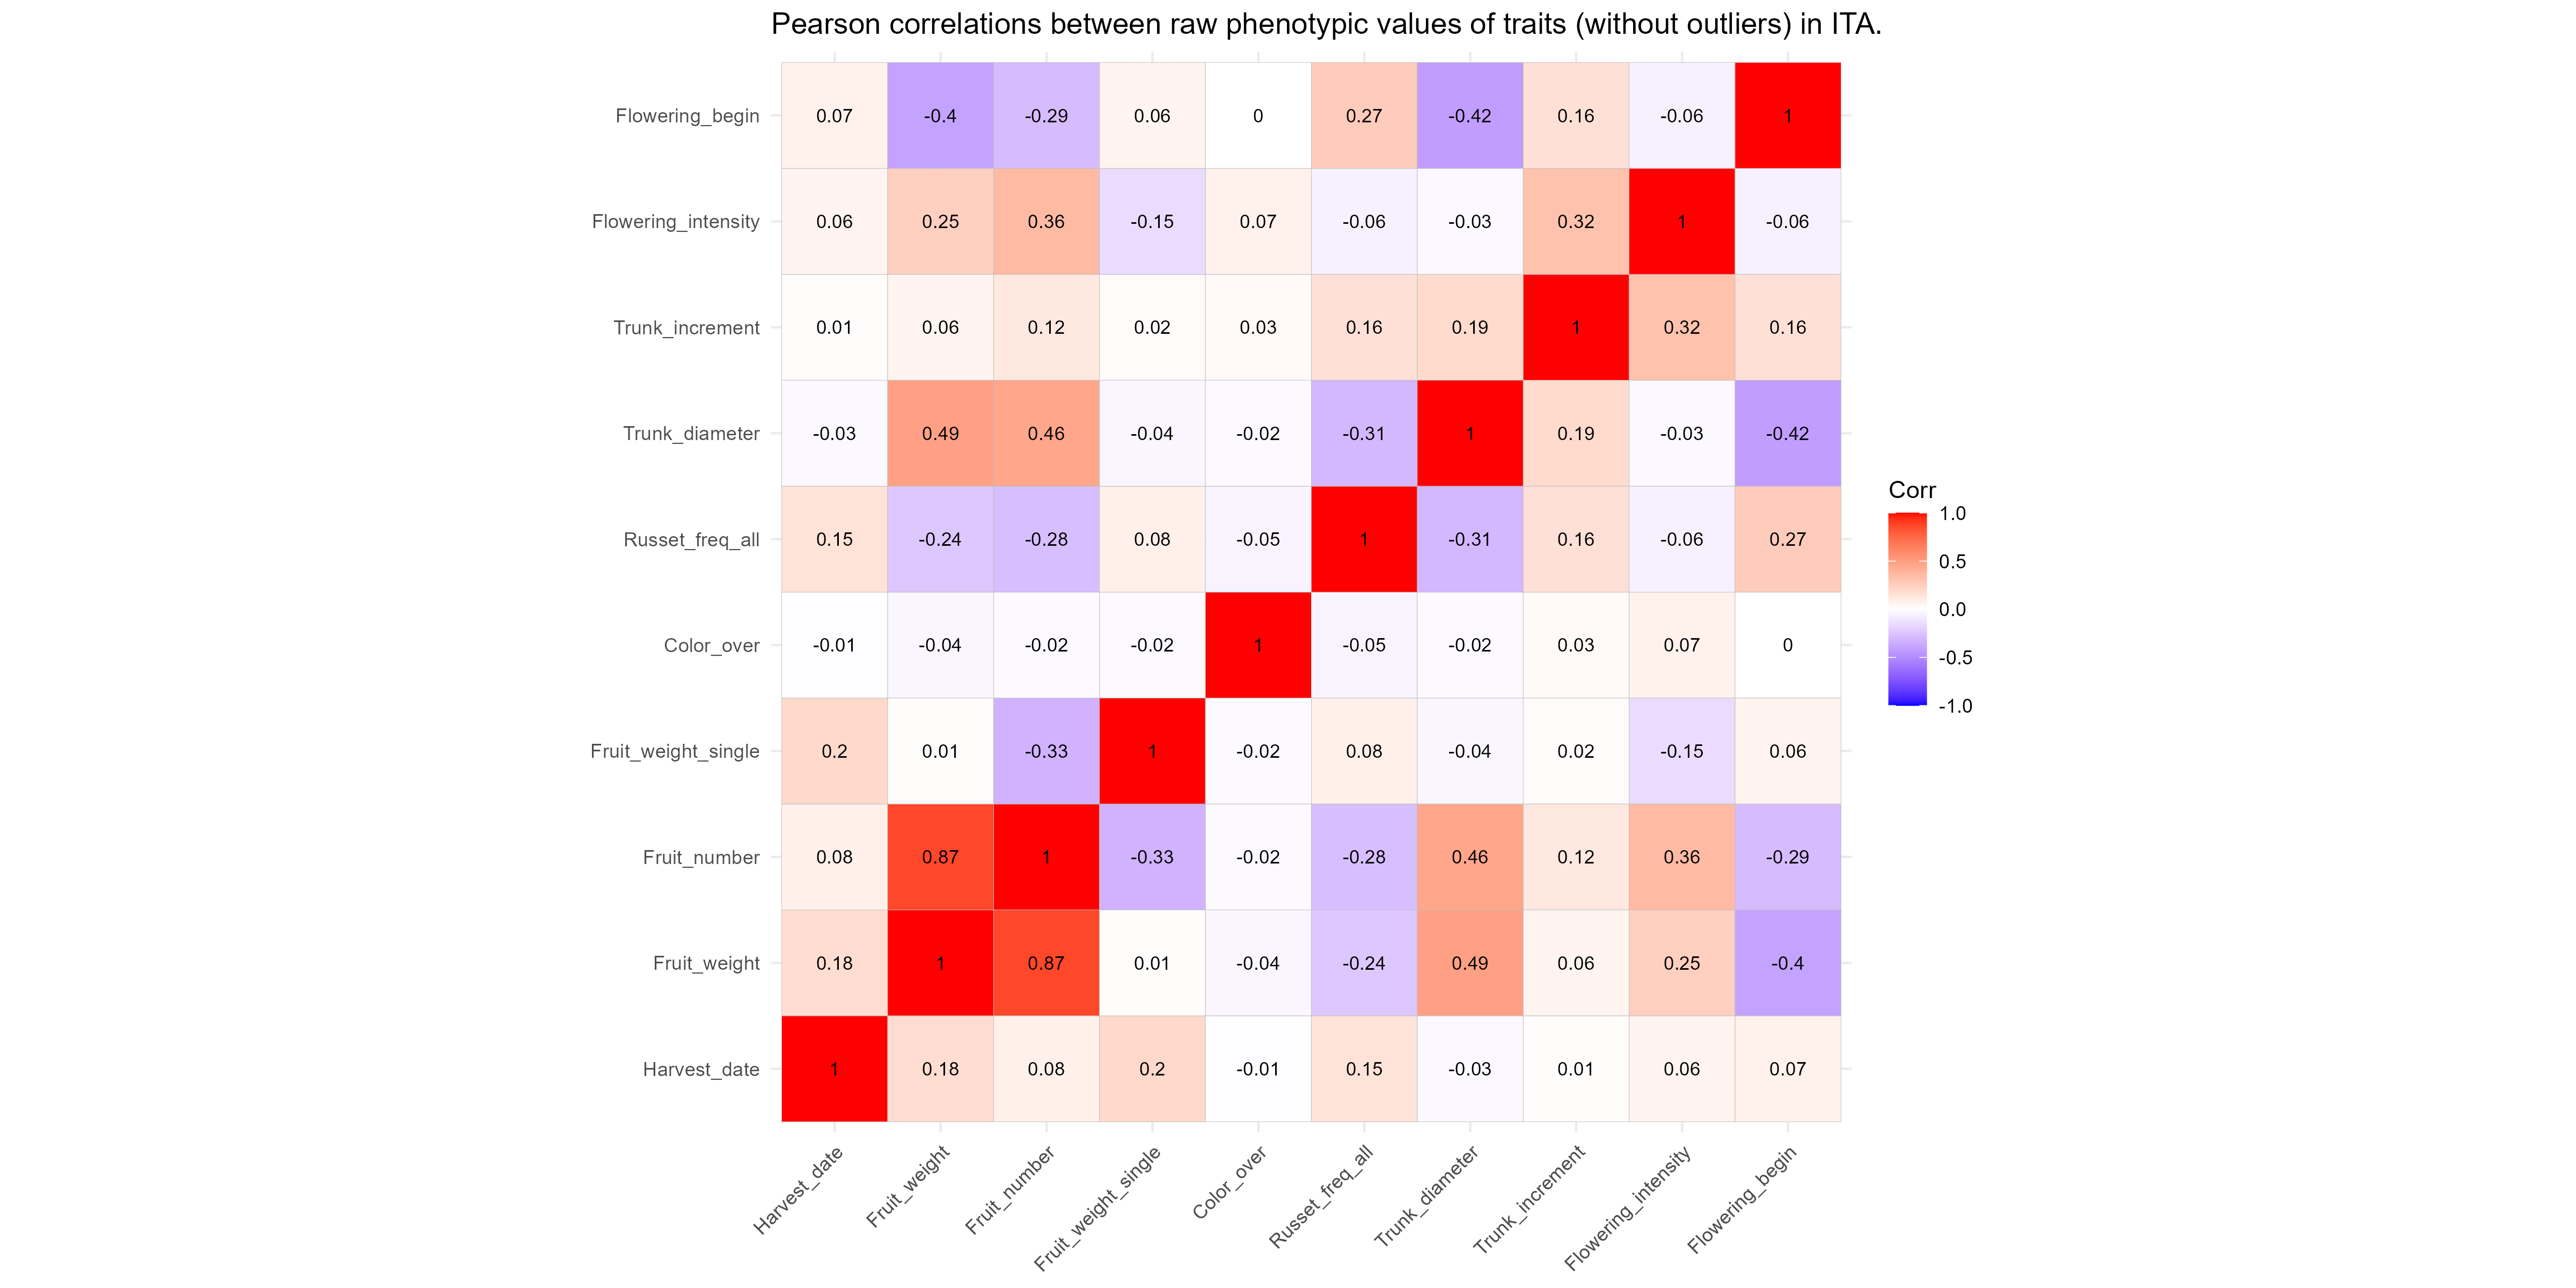 Pearson correlations between raw phenotypic values of traits (without outliers) in ITA.
Flowering_begin 0.07 -0.4 -0.29 0.06 0 0.27 -0.42 0.16 -0.06 1
Flowering_intensity 0.06 0.25 0.36 -0.15 0.07 -0.06 -0.03 0.32 1 -0.06
Trunk_increment 0.01 0.06 0.12 0.02 0.03 0.16 0.19 1 0.32 0.16
Trunk_diameter -0.03 0.49 0.46 -0.04 -0.02 -0.31 1 0.19 -0.03 -0.42
Russet_freq_all 0.15 -0.24 -0.28 0.08 -0.05 1 -0.31 0.16 -0.06 0.27
Color_over -0.01 -0.04 -0.02 -0.02 1 -0.05 -0.02 0.03 0.07 0
Fruit_weight_single 0.2 0.01 -0.33 1 -0.02 0.08 -0.04 0.02 -0.15 0.06
Fruit_number 0.08 0.87 1 -0.33 -0.02 -0.28 0.46 0.12 0.36 -0.29
Fruit_weight 0.18 1 0.87 0.01 -0.04 -0.24 0.49 0.06 0.25 -0.4
Harvest_date 1 0.18 0.08 0.2 -0.01 0.15 -0.03 0.01 0.06 0.07
Harvest_date Fruit_weight Fruit_number Fruit_weight_single Color_over Russet_freq_all Trunk_diameter Trunk_increment Flowering_intensity Flowering_begin
Corr
1.0
0.5
0.0
-0.5
-1.0